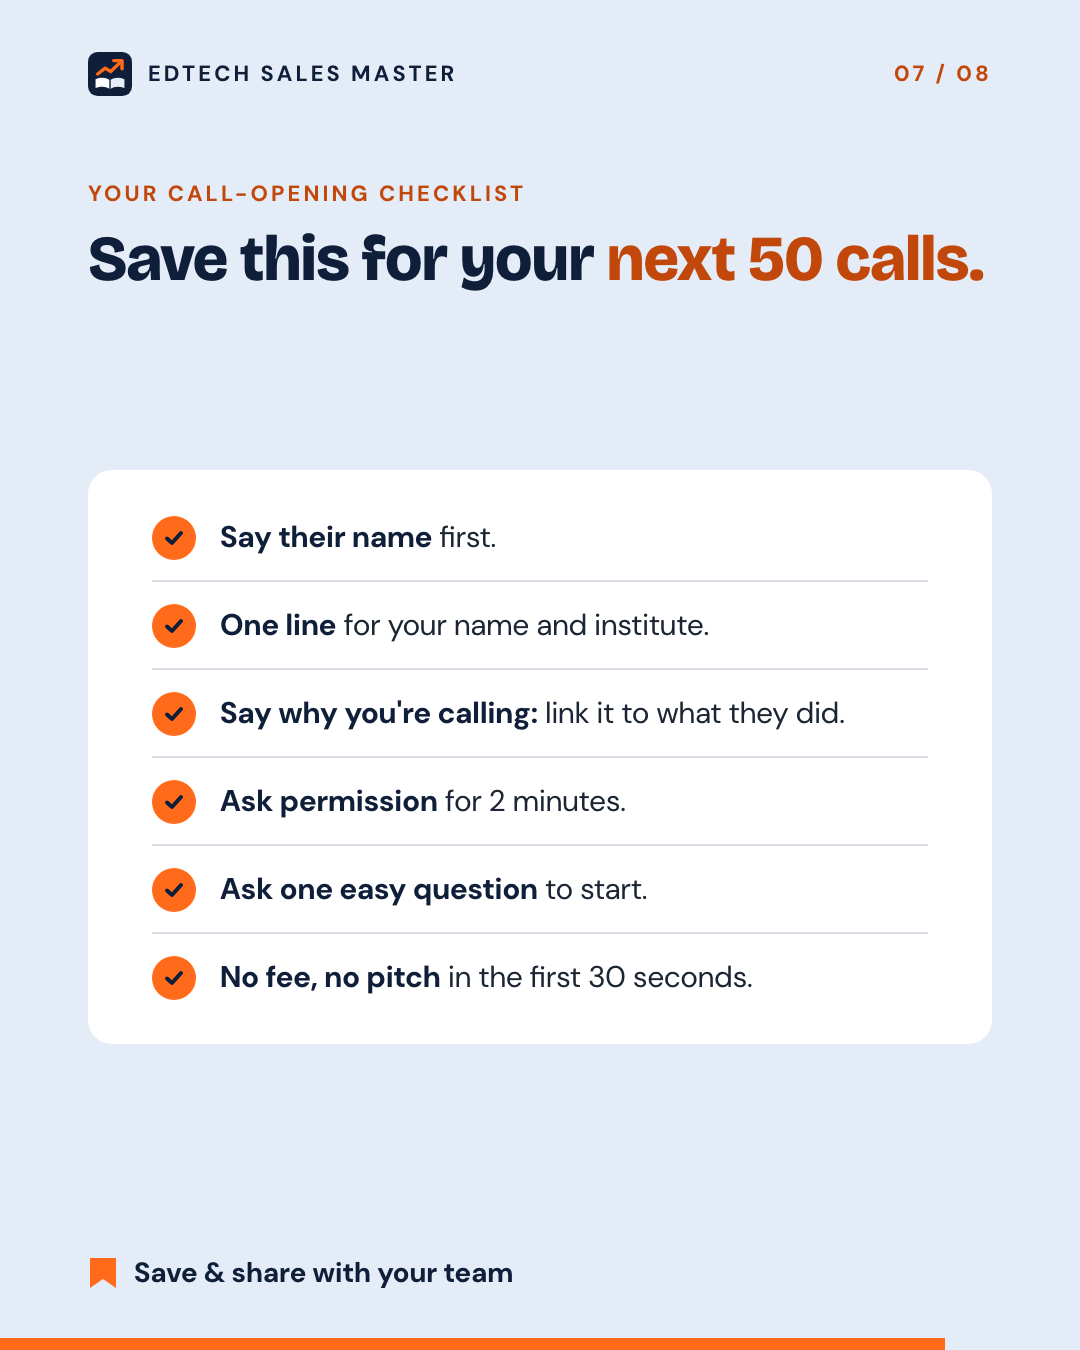 EDTECH SALES MASTER
07 / 08
YOUR CALL-OPENING CHECKLIST
Save this for your next 50 calls.
Say their name first.
One line for your name and institute.
Say why you're calling: link it to what they did.
Ask permission for 2 minutes.
Ask one easy question to start.
No fee, no pitch in the first 30 seconds.
Save & share with your team